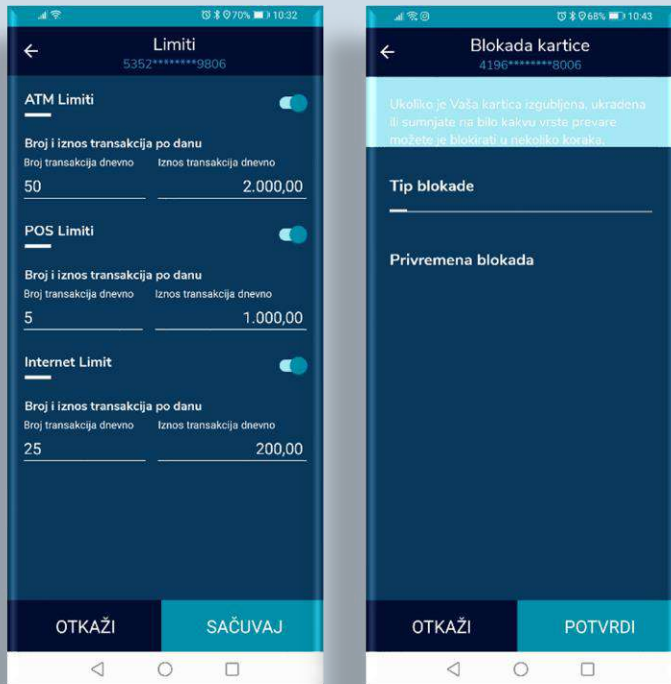 70% 10:32
Limiti
5352********9806
ATM Limiti
Broj i iznos transakcija po danu
Broj transakcija dnevno Iznos transakcija dnevno
50 2.000,00
POS Limiti
Broj i iznos transakcija po danu
Broj transakcija dnevno Iznos transakcija dnevno
5 1.000,00
Internet Limit
Broj i iznos transakcija po danu
Broj transakcija dnevno Iznos transakcija dnevno
25 200,00
OTKAŽI SAČUVAJ
68% 10:43
Blokada kartice
4196********8006
Ukoliko je Vaša kartica izgubljena, ukradena
ili sumnjate na bilo kakvu vrste prevare
možete je blokirati u nekoliko koraka.
Tip blokade
Privremena blokada
OTKAŽI POTVRDI